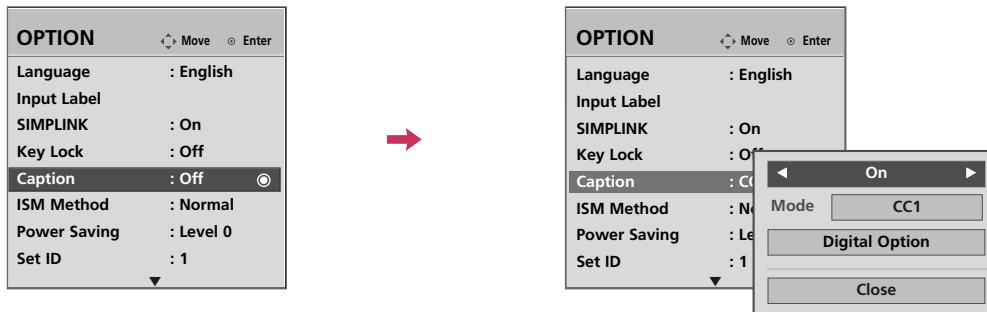 OPTION Move Enter
Language : English
Input Label
SIMPLINK : On
Key Lock : Off
Caption : Off
ISM Method : Normal
Power Saving : Level 0
Set ID : 1
OPTION Move Enter
Language : English
Input Label
SIMPLINK : On
Key Lock
Caption
ISM Method
Power Saving
Set ID : 1
On
Mode CC1
Digital Option
Close